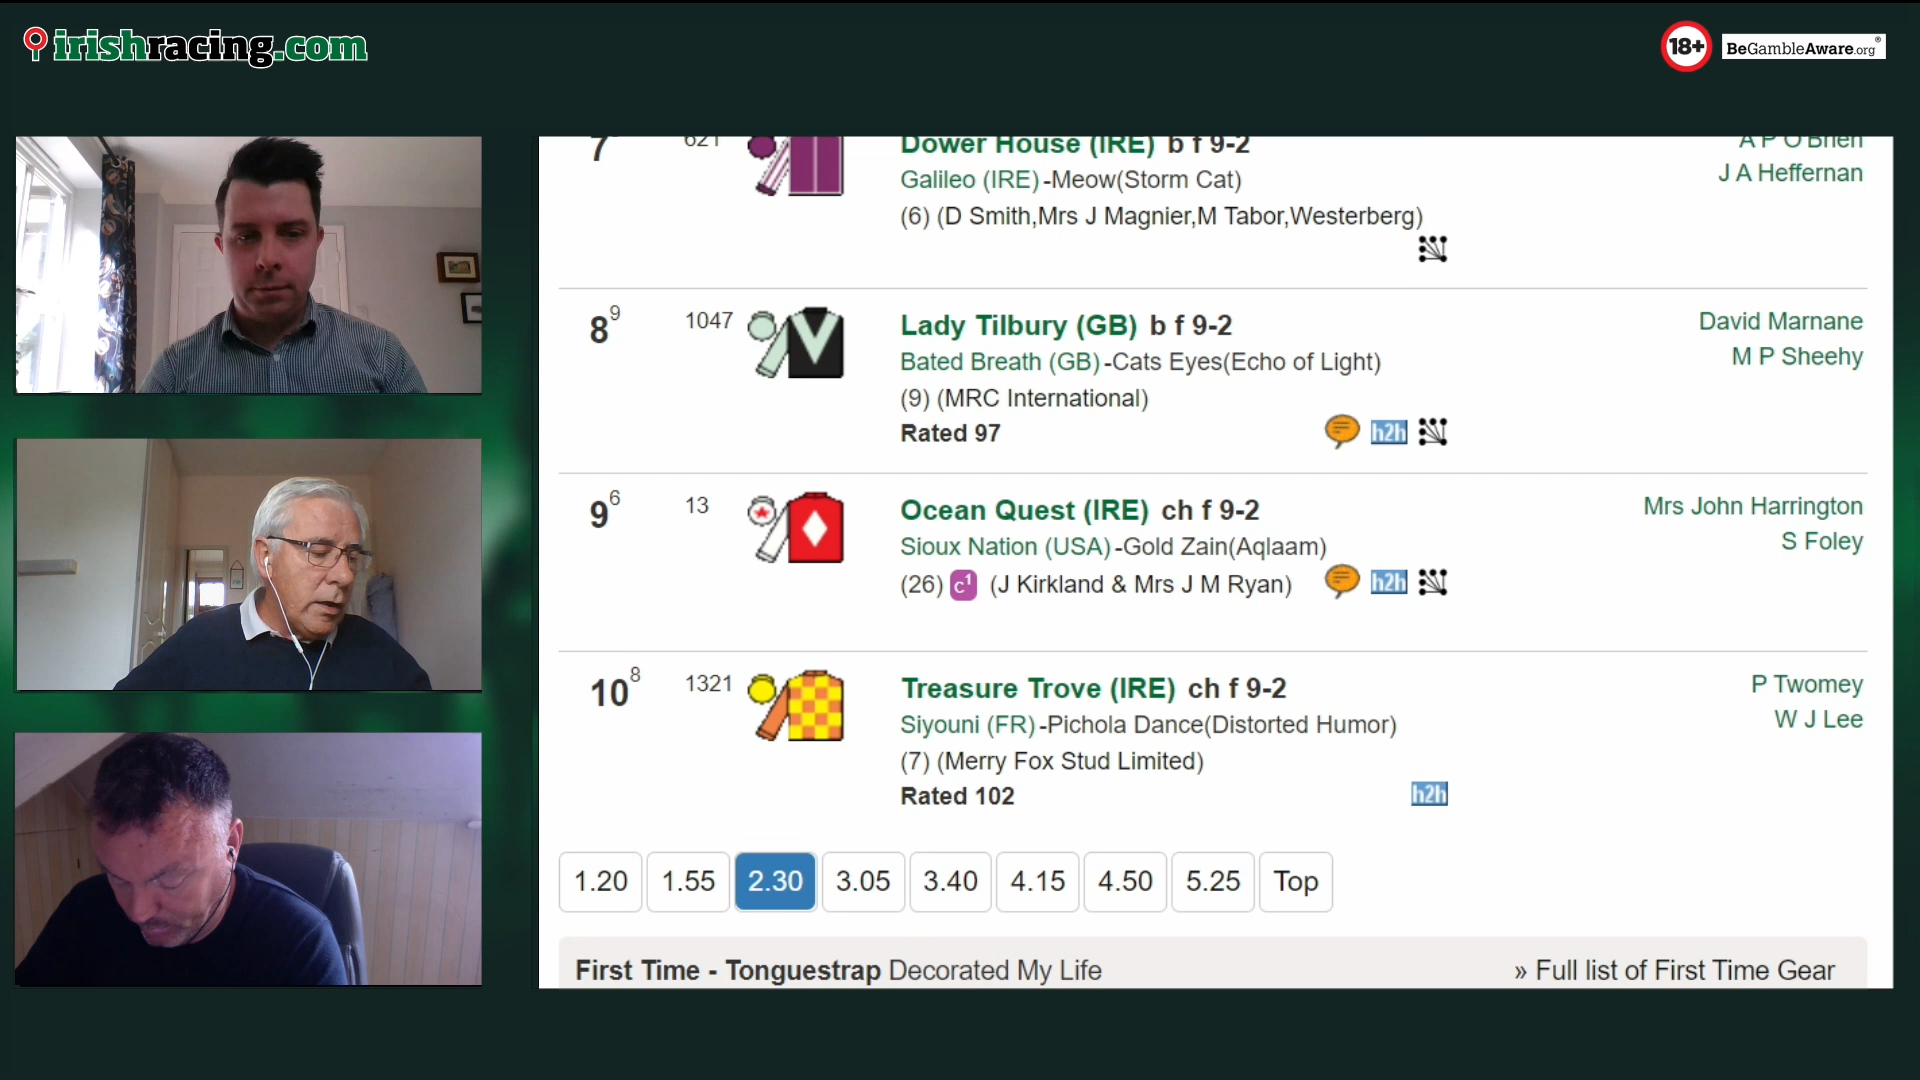 irishracing.com
18+ BeGambleAware.org®
7 621 Dower House (IRE) b f 9-2 A P O'Brien
Galileo (IRE) -Meow(Storm Cat) J A Heffernan
(6) (D Smith,Mrs J Magnier,M Tabor,Westerberg)
8 9 1047 Lady Tilbury (GB) b f 9-2 David Marnane
Bated Breath (GB) -Cats Eyes(Echo of Light) M P Sheehy
(9) (MRC International)
Rated 97 h2h
9 6 13 Ocean Quest (IRE) ch f 9-2 Mrs John Harrington
Sioux Nation (USA) -Gold Zain(Aqlaam) S Foley
(26) c1 (J Kirkland & Mrs J M Ryan) h2h
10 8 1321 Treasure Trove (IRE) ch f 9-2 P Twomey
Siyouni (FR) -Pichola Dance(Distorted Humor) W J Lee
(7) (Merry Fox Stud Limited)
Rated 102 h2h
1.20 1.55 2.30 3.05 3.40 4.15 4.50 5.25 Top
First Time - Tonguestrap Decorated My Life » Full list of First Time Gear